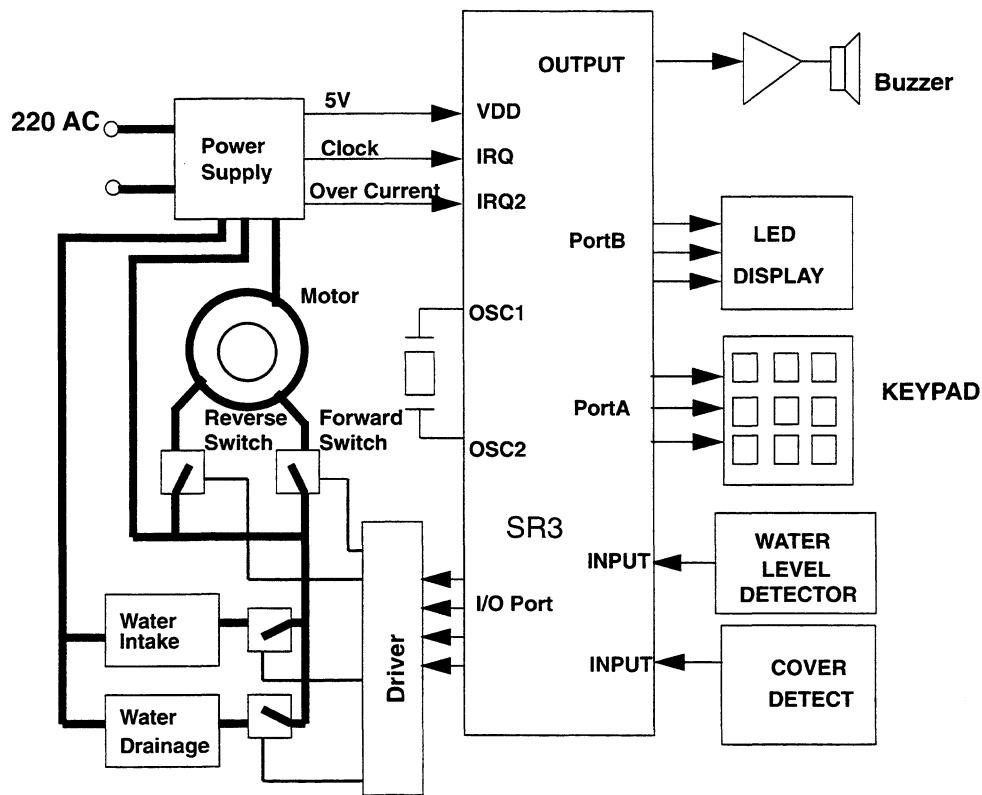 220 AC
Power
Supply
5V
Clock
Over Current
OUTPUT
VDD
IRQ
IRQ2
Buzzer
PortB
LED
DISPLAY
Motor
OSC1
OSC2
PortA
KEYPAD
Reverse
Switch
Forward
Switch
SR3
INPUT
WATER
LEVEL
DETECTOR
I/O Port
INPUT
COVER
DETECT
Driver
Water
Intake
Water
Drainage